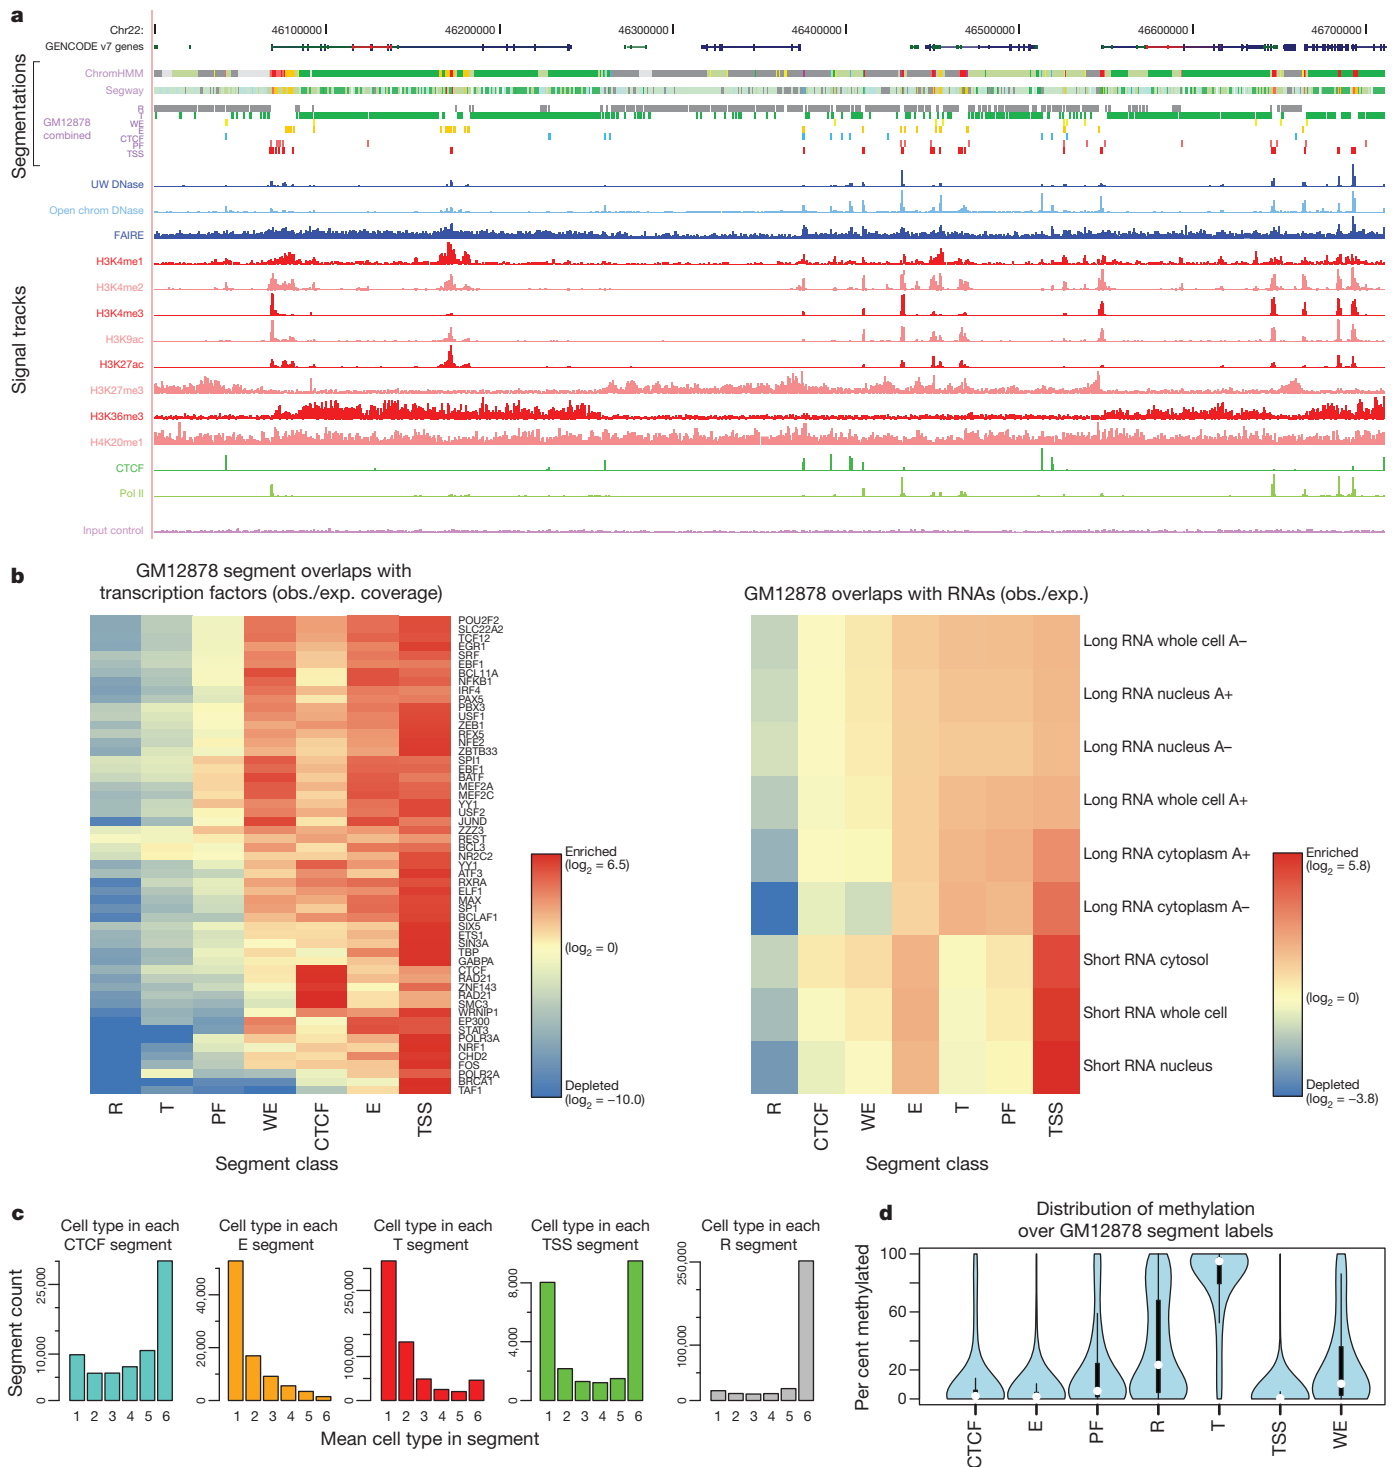 a
Chr22: 46100000 46200000 46300000 46400000 46500000 46600000 46700000
GENCODE v7 genes
Segmentations
ChromHMM
Segway
GM12878
combined
R
T
WE
E
CTCF
PF
TSS
Signal tracks
UW DNase
Open chrom DNase
FAIRE
H3K4me1
H3K4me2
H3K4me3
H3K9ac
H3K27ac
H3K27me3
H3K36me3
H4K20me1
CTCF
Pol II
Input control
b
GM12878 segment overlaps with
transcription factors (obs./exp. coverage)
POU2F2
SLC22A2
TCF12
EGR1
SRF
EBF1
BCL11A
NFKB1
IRF4
PAX5
PBX3
USF1
ZEB1
RFX5
NFE2
ZBTB33
SPI1
EBF1
BATF
MEF2A
MEF2C
YY1
USF2
JUND
ZZZ3
REST
BCL3
NR2C2
YY1
ATF3
RXRA
ELF1
MAX
SP1
BCLAF1
SIX5
ETS1
SIN3A
TBP
GABPA
CTCF
RAD21
ZNF143
RAD21
SMC3
WRNIP1
EP300
STAT3
POLR3A
NRF1
CHD2
FOS
POLR2A
BRCA1
TAF1
R T PF WE CTCF E TSS
Segment class
Enriched
(log2 = 6.5)
(log2 = 0)
Depleted
(log2 = −10.0)
GM12878 overlaps with RNAs (obs./exp.)
Long RNA whole cell A−
Long RNA nucleus A+
Long RNA nucleus A−
Long RNA whole cell A+
Long RNA cytoplasm A+
Long RNA cytoplasm A−
Short RNA cytosol
Short RNA whole cell
Short RNA nucleus
R CTCF WE E T PF TSS
Segment class
Enriched
(log2 = 5.8)
(log2 = 0)
Depleted
(log2 = −3.8)
c
Segment count
Cell type in each
CTCF segment
25,000
10,000
0
1 2 3 4 5 6
Cell type in each
E segment
40,000
20,000
0
1 2 3 4 5 6
Cell type in each
T segment
250,000
100,000
0
1 2 3 4 5 6
Cell type in each
TSS segment
8,000
4,000
0
1 2 3 4 5 6
Cell type in each
R segment
250,000
100,000
0
1 2 3 4 5 6
Mean cell type in segment
d
Distribution of methylation
over GM12878 segment labels
Per cent methylated
100
60
20
0
CTCF E PF R T TSS WE